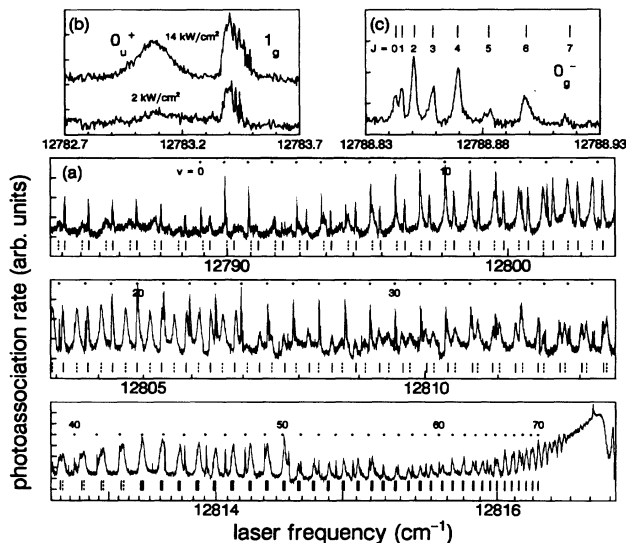 (b)
0u+
14 kW/cm²
1g
2 kW/cm²
12782.7
12783.2
12783.7
(c)
J = 0 1 2 3 4 5 6 7
0g−
12788.83
12788.88
12788.93
photoassociation rate (arb. units)
(a)
v = 0
10
12790
12800
20
30
12805
12810
40
50
60
70
12814
12816
laser frequency (cm⁻¹)